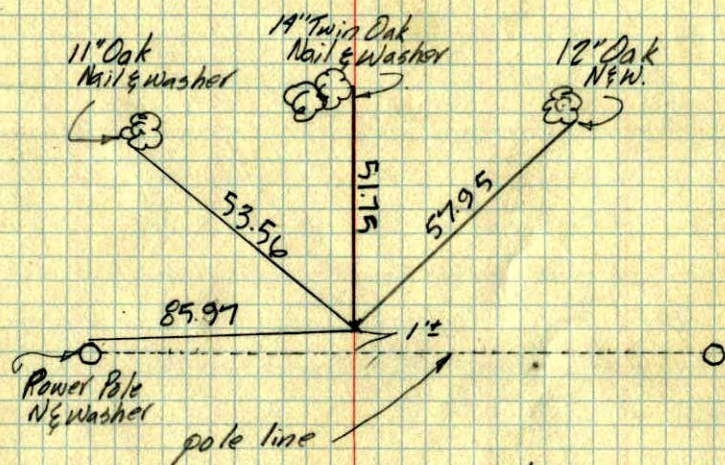 11" Oak
Nail & washer
14" Twin Oak
Nail & Washer
12" Oak
N&W.
53.56
51.75
57.95
85.97
1'±
Power Pole
N&washer
pole line